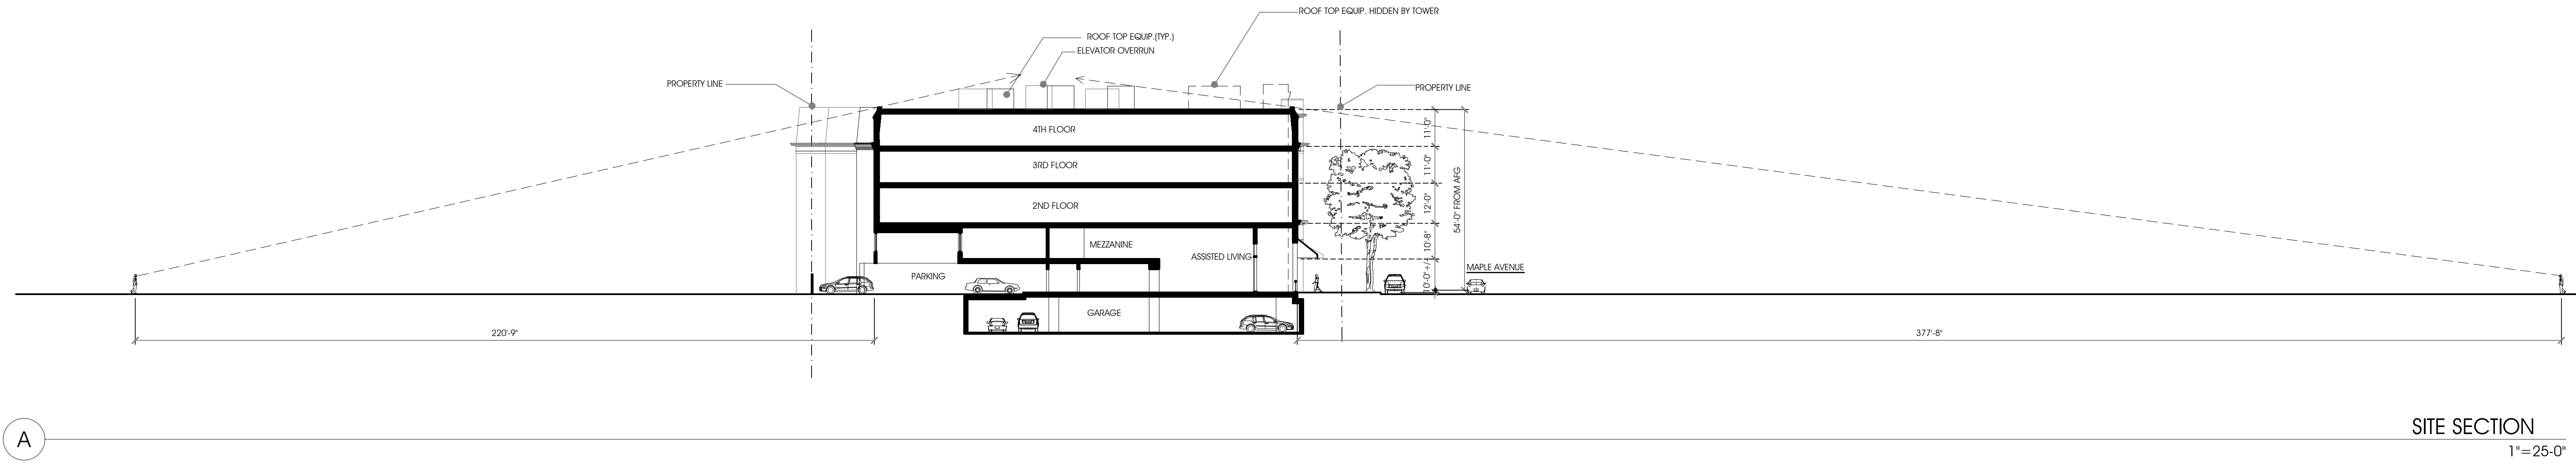 ROOF TOP EQUIP. HIDDEN BY TOWER
ROOF TOP EQUIP.(TYP.)
ELEVATOR OVERRUN
PROPERTY LINE
PROPERTY LINE
4TH FLOOR
11'-0"
3RD FLOOR
11'-0"
2ND FLOOR
12'-0"
54'-0" FROM AFG
MEZZANINE
10'-8"
ASSISTED LIVING
PARKING
10'-0"+/-
MAPLE AVENUE
GARAGE
220'-9"
377'-8"
A
SITE SECTION
1"=25-0"